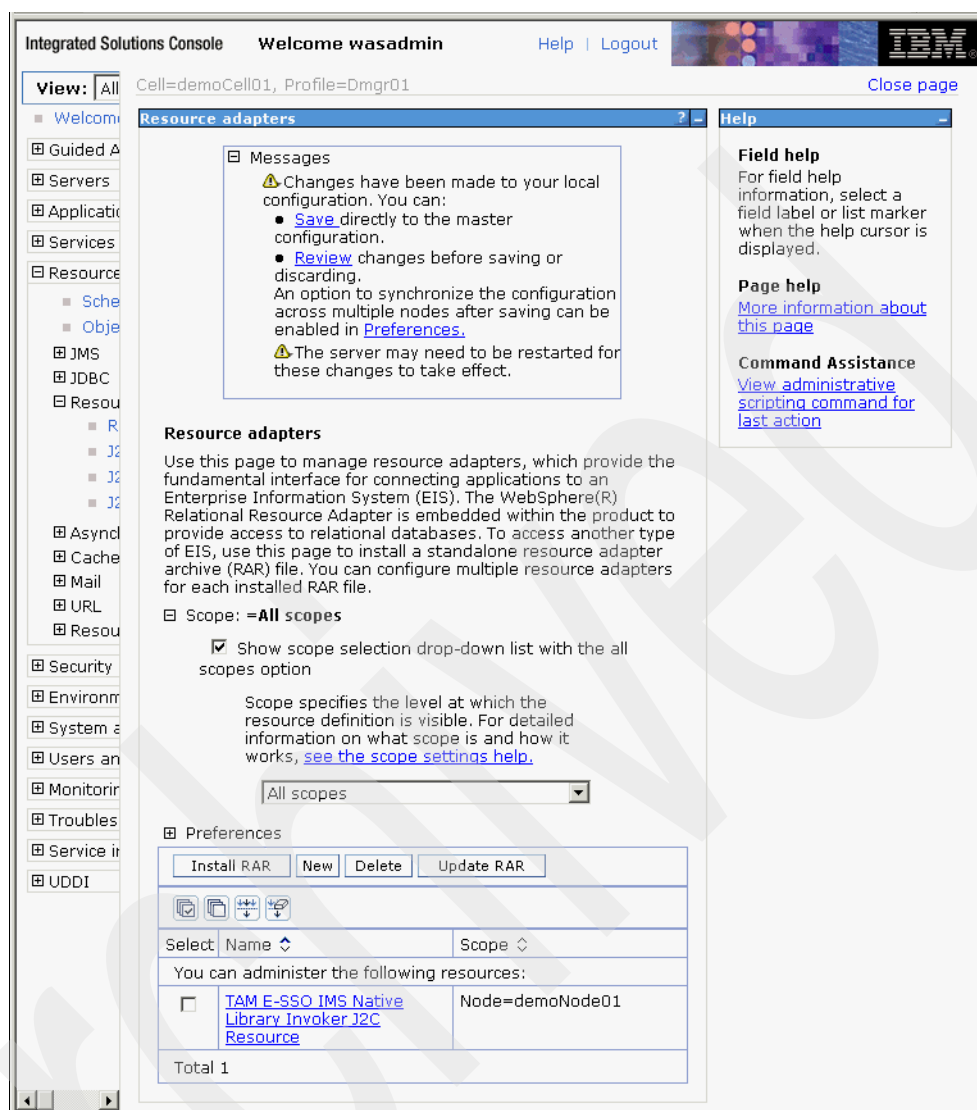 Integrated Solutions Console Welcome wasadmin Help | Logout IBM®
View: All
Cell=demoCell01, Profile=Dmgr01 Close page
Welcome
Guided A
Servers
Applicatio
Services
Resource
Sche
Obje
JMS
JDBC
Resou
R
J2
J2
J2
Asyncl
Cache
Mail
URL
Resou
Security
Environm
System a
Users an
Monitorin
Troubles
Service in
UDDI
Resource adapters ? -
Messages
Changes have been made to your local
configuration. You can:
• Save directly to the master
configuration.
• Review changes before saving or
discarding.
An option to synchronize the configuration
across multiple nodes after saving can be
enabled in Preferences.
The server may need to be restarted for
these changes to take effect.
Resource adapters
Use this page to manage resource adapters, which provide the
fundamental interface for connecting applications to an
Enterprise Information System (EIS). The WebSphere(R)
Relational Resource Adapter is embedded within the product to
provide access to relational databases. To access another type
of EIS, use this page to install a standalone resource adapter
archive (RAR) file. You can configure multiple resource adapters
for each installed RAR file.
Scope: =All scopes
Show scope selection drop-down list with the all
scopes option
Scope specifies the level at which the
resource definition is visible. For detailed
information on what scope is and how it
works, see the scope settings help.
All scopes
Preferences
Install RAR New Delete Update RAR
Select Name Scope
You can administer the following resources:
TAM E-SSO IMS Native Node=demoNode01
Library Invoker J2C
Resource
Total 1
Help -
Field help
For field help
information, select a
field label or list marker
when the help cursor is
displayed.
Page help
More information about
this page
Command Assistance
View administrative
scripting command for
last action